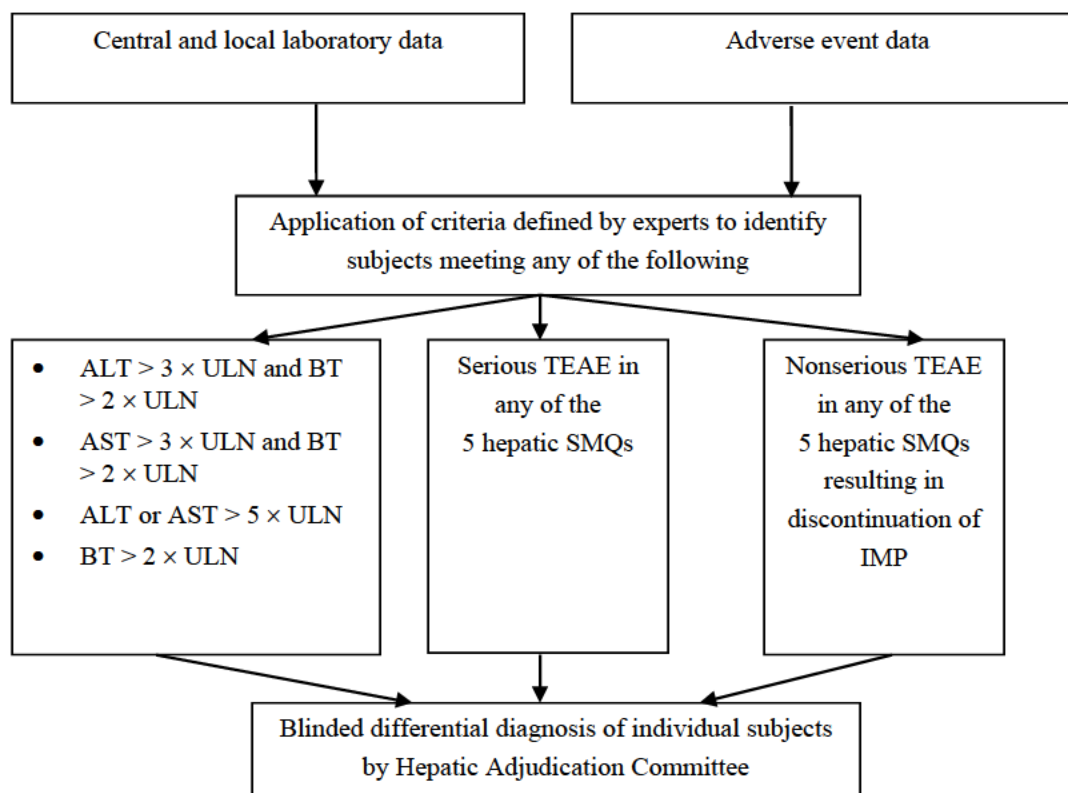 Central and local laboratory data
Adverse event data
Application of criteria defined by experts to identify
subjects meeting any of the following
• ALT > 3 × ULN and BT
> 2 × ULN
• AST > 3 × ULN and BT
> 2 × ULN
• ALT or AST > 5 × ULN
• BT > 2 × ULN
Serious TEAE in
any of the
5 hepatic SMQs
Nonserious TEAE
in any of the
5 hepatic SMQs
resulting in
discontinuation of
IMP
Blinded differential diagnosis of individual subjects
by Hepatic Adjudication Committee